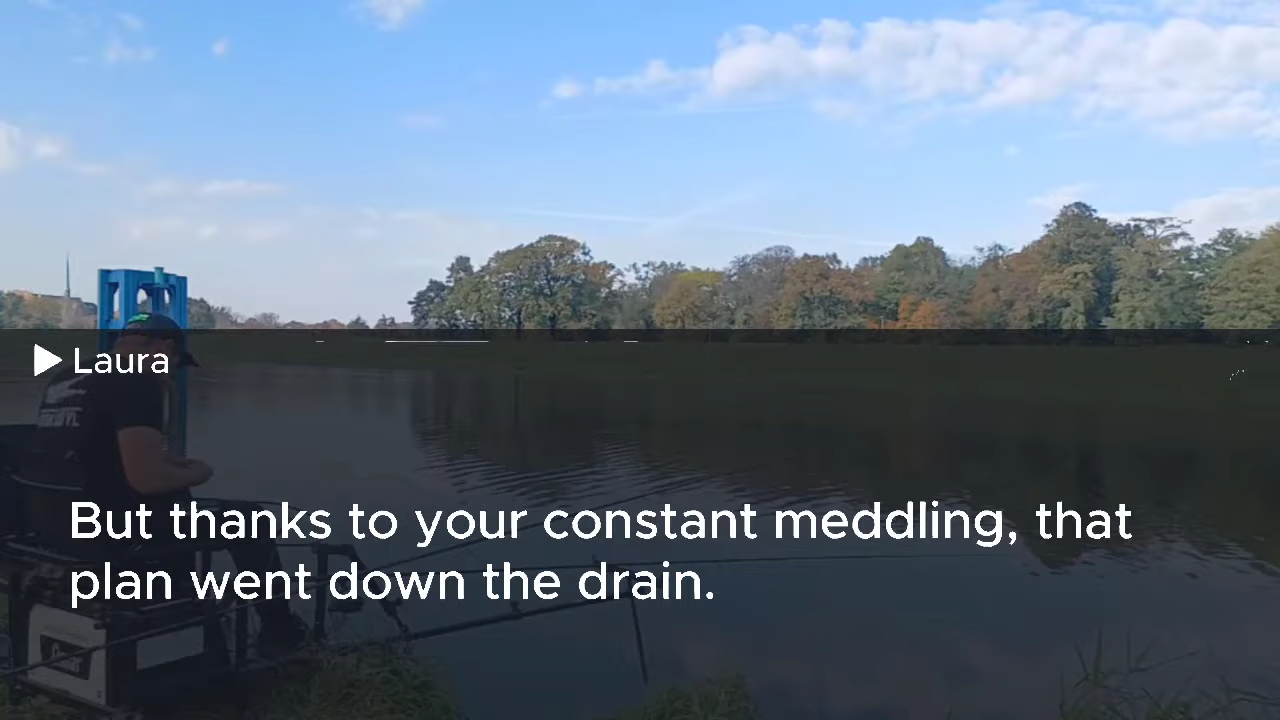 Laura
But thanks to your constant meddling, that
plan went down the drain.